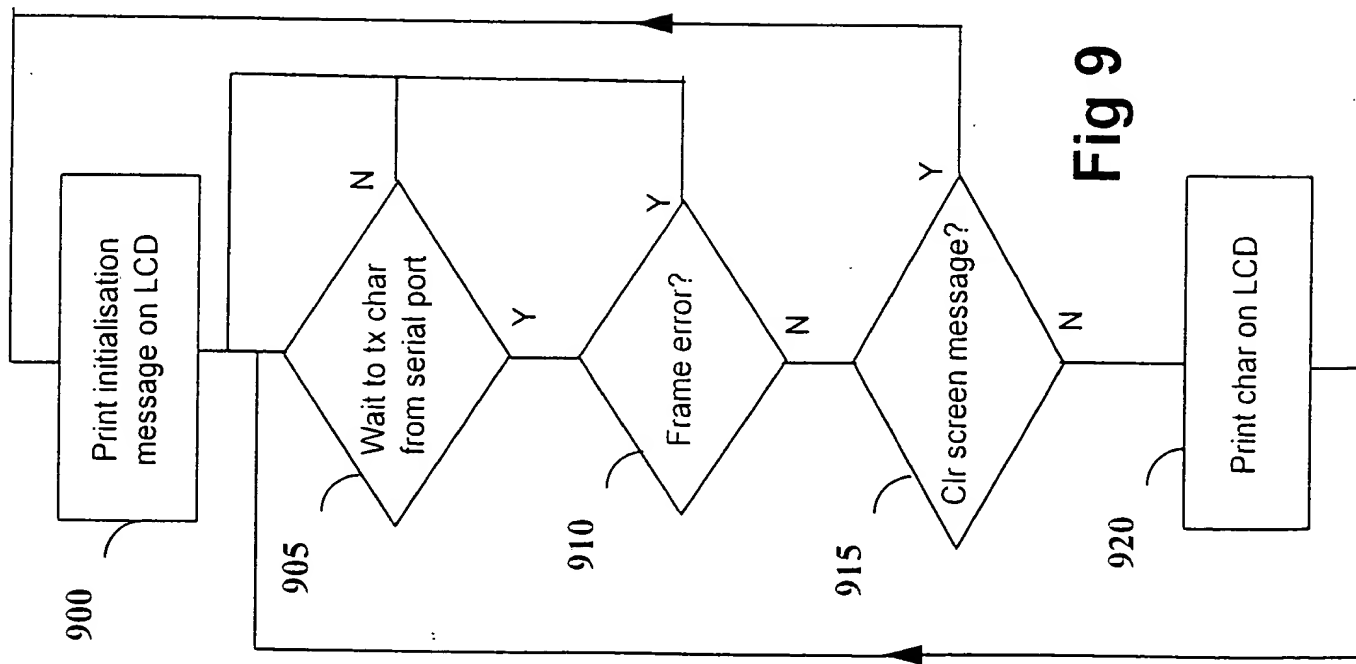 900
Print initialisation
message on LCD
905
Wait to tx char
from serial port
N
Y
910
Frame error?
Y
N
915
Clr screen message?
Y
N
920
Print char on LCD
Fig 9